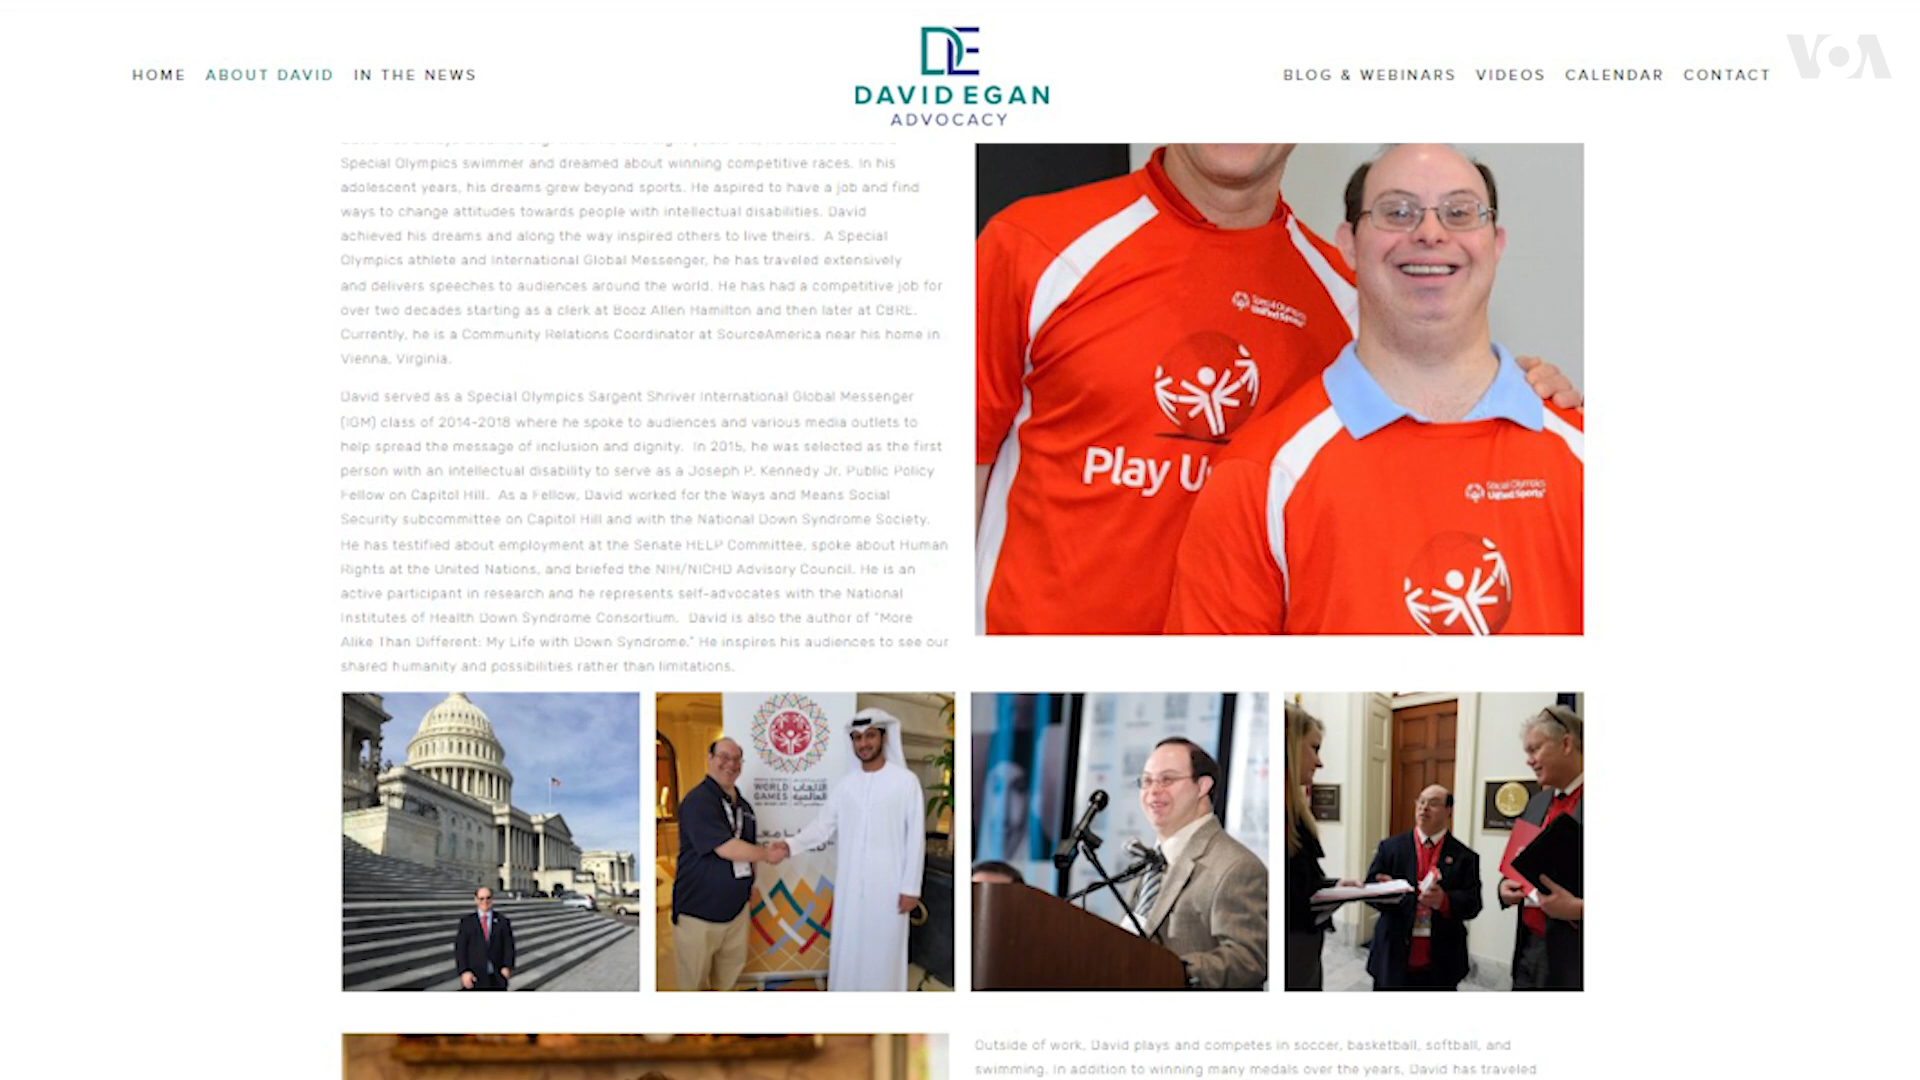 HOME ABOUT DAVID IN THE NEWS
DE
DAVID EGAN
ADVOCACY
BLOG & WEBINARS VIDEOS CALENDAR CONTACT
VOA
Special Olympics swimmer and dreamed about winning competitive races. In his
adolescent years, his dreams grew beyond sports. He aspired to have a job and find
ways to change attitudes towards people with intellectual disabilities. David
achieved his dreams and along the way inspired others to live theirs. A Special
Olympics athlete and International Global Messenger, he has traveled extensively
and delivers speeches to audiences around the world. He has had a competitive job for
over two decades starting as a clerk at Booz Allen Hamilton and then later at CBRE.
Currently, he is a Community Relations Coordinator at SourceAmerica near his home in
Vienna, Virginia.
David served as a Special Olympics Sargent Shriver International Global Messenger
(IGM) class of 2014-2018 where he spoke to audiences and various media outlets to
help spread the message of inclusion and dignity. In 2015, he was selected as the first
person with an intellectual disability to serve as a Joseph P. Kennedy Jr. Public Policy
Fellow on Capitol Hill. As a Fellow, David worked for the Ways and Means Social
Security subcommittee on Capitol Hill and with the National Down Syndrome Society.
He has testified about employment at the Senate HELP Committee, spoke about Human
Rights at the United Nations, and briefed the NIH/NICHD Advisory Council. He is an
active participant in research and he represents self-advocates with the National
Institutes of Health Down Syndrome Consortium. David is also the author of "More
Alike Than Different: My Life with Down Syndrome." He inspires his audiences to see our
shared humanity and possibilities rather than limitations.
Special Olympics
Unified Sports
Play U
Special Olympics
Unified Sports
WORLD
GAMES
الألعاب
العالمية
Outside of work, David plays and competes in soccer, basketball, softball, and
swimming. In addition to winning many medals over the years, David has traveled